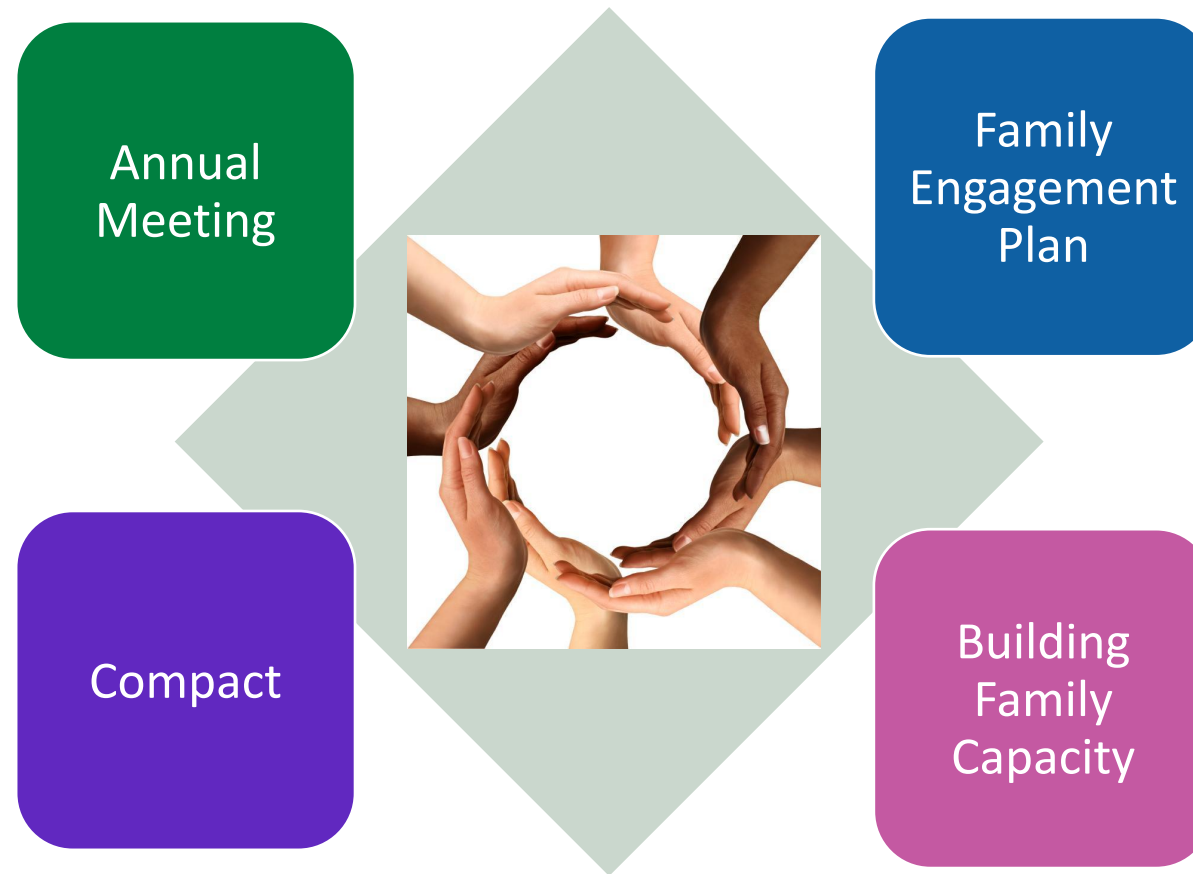 Annual
Meeting
Family
Engagement
Plan
Compact
Building
Family
Capacity